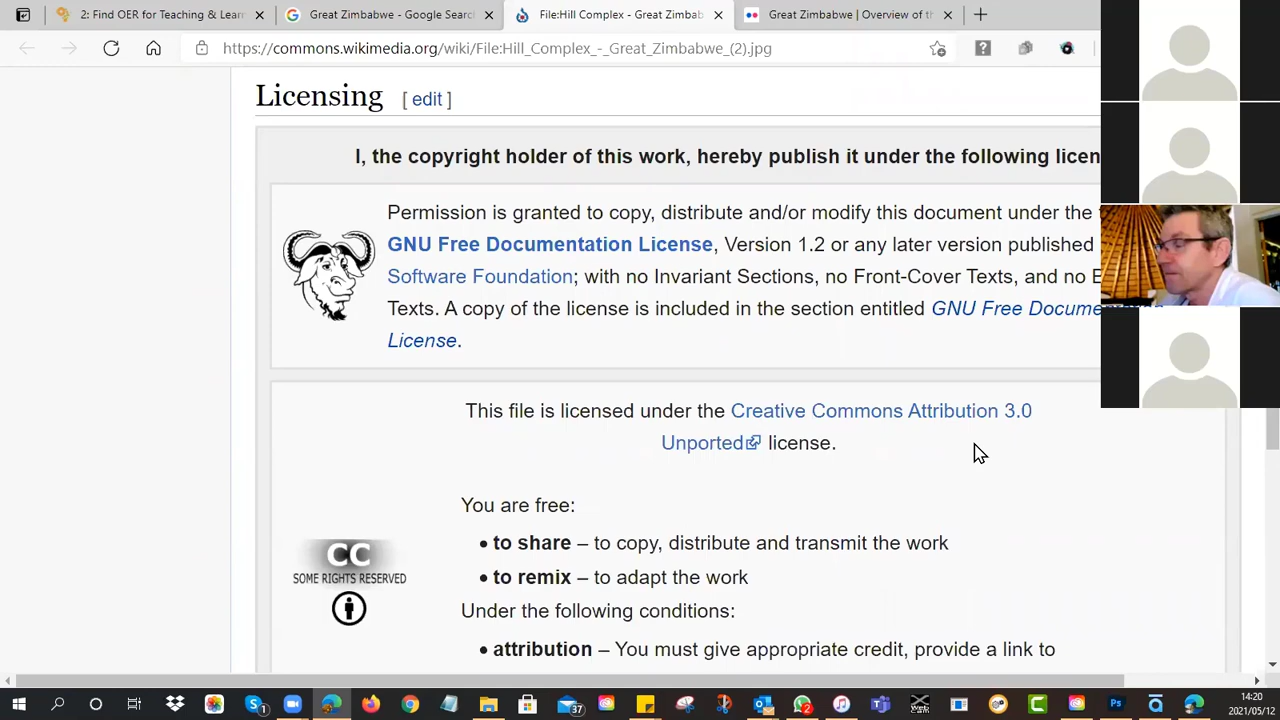 2: Find OER for Teaching & Learn
Great Zimbabwe - Google Search
File:Hill Complex - Great Zimbab
Great Zimbabwe | Overview of th
https://commons.wikimedia.org/wiki/File:Hill_Complex_-_Great_Zimbabwe_(2).jpg
Licensing [ edit ]
I, the copyright holder of this work, hereby publish it under the following licen
Permission is granted to copy, distribute and/or modify this document under the
GNU Free Documentation License, Version 1.2 or any later version published
Software Foundation; with no Invariant Sections, no Front-Cover Texts, and no B
Texts. A copy of the license is included in the section entitled GNU Free Docume
License.
This file is licensed under the Creative Commons Attribution 3.0
Unported license.
You are free:
• to share – to copy, distribute and transmit the work
• to remix – to adapt the work
Under the following conditions:
• attribution – You must give appropriate credit, provide a link to
CC
SOME RIGHTS RESERVED
1
37
2
14:20
2021/05/12